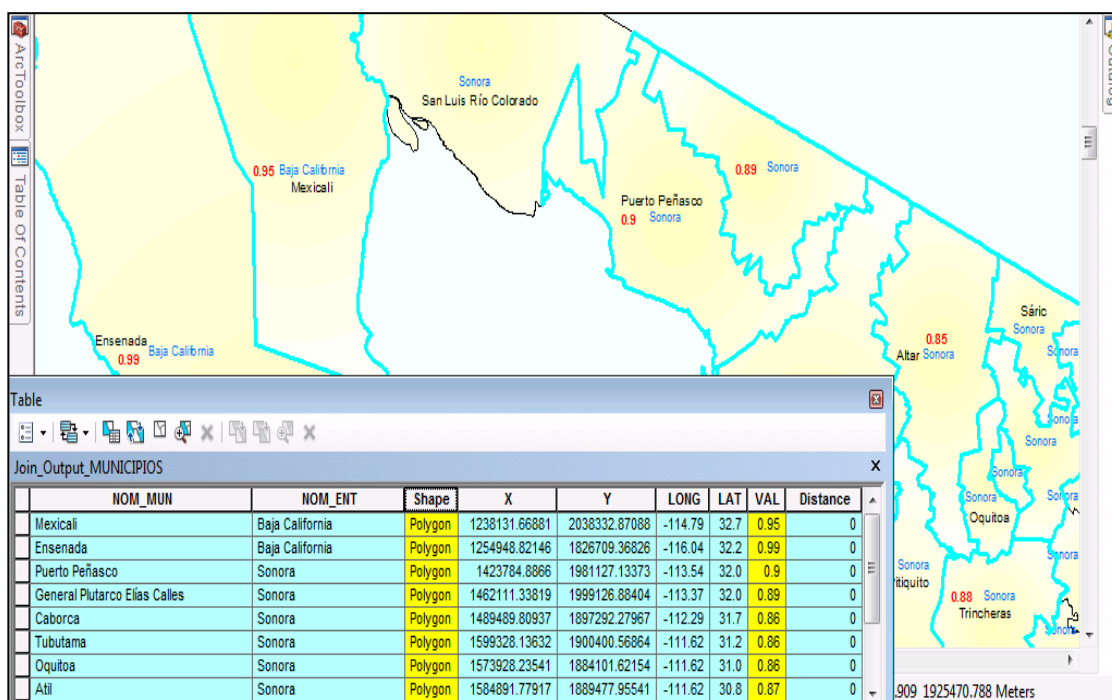 ArcToolbox
Table Of Contents
Sonora
San Luis Río Colorado
0.95 Baja California
Mexicali
0.89 Sonora
Puerto Peñasco
0.9 Sonora
Ensenada
0.99 Baja California
Sáric
Sonora
Sonora
0.85
Altar Sonora
Sonora
Sonora
Sonora
Sonora
Sonora
Oquitoa
Sonora
Sonora
0.88 Sonora
Trincheras
Sonora
Table
Join_Output_MUNICIPIOS
NOM_MUN NOM_ENT Shape X Y LONG LAT VAL Distance
Mexicali Baja California Polygon 1238131.66881 2038332.87088 -114.79 32.7 0.95 0
Ensenada Baja California Polygon 1254948.82146 1826709.36826 -116.04 32.2 0.99 0
Puerto Peñasco Sonora Polygon 1423784.8866 1981127.13373 -113.54 32.0 0.9 0
General Plutarco Elías Calles Sonora Polygon 1462111.33819 1999126.88404 -113.37 32.0 0.89 0
Caborca Sonora Polygon 1489489.80937 1897292.27967 -112.29 31.7 0.86 0
Tubutama Sonora Polygon 1599328.13632 1900400.56864 -111.62 31.2 0.86 0
Oquitoa Sonora Polygon 1573928.23541 1884101.62154 -111.62 31.0 0.86 0
Atil Sonora Polygon 1584891.77917 1889477.95541 -111.62 30.8 0.87 0
.909 1925470.788 Meters